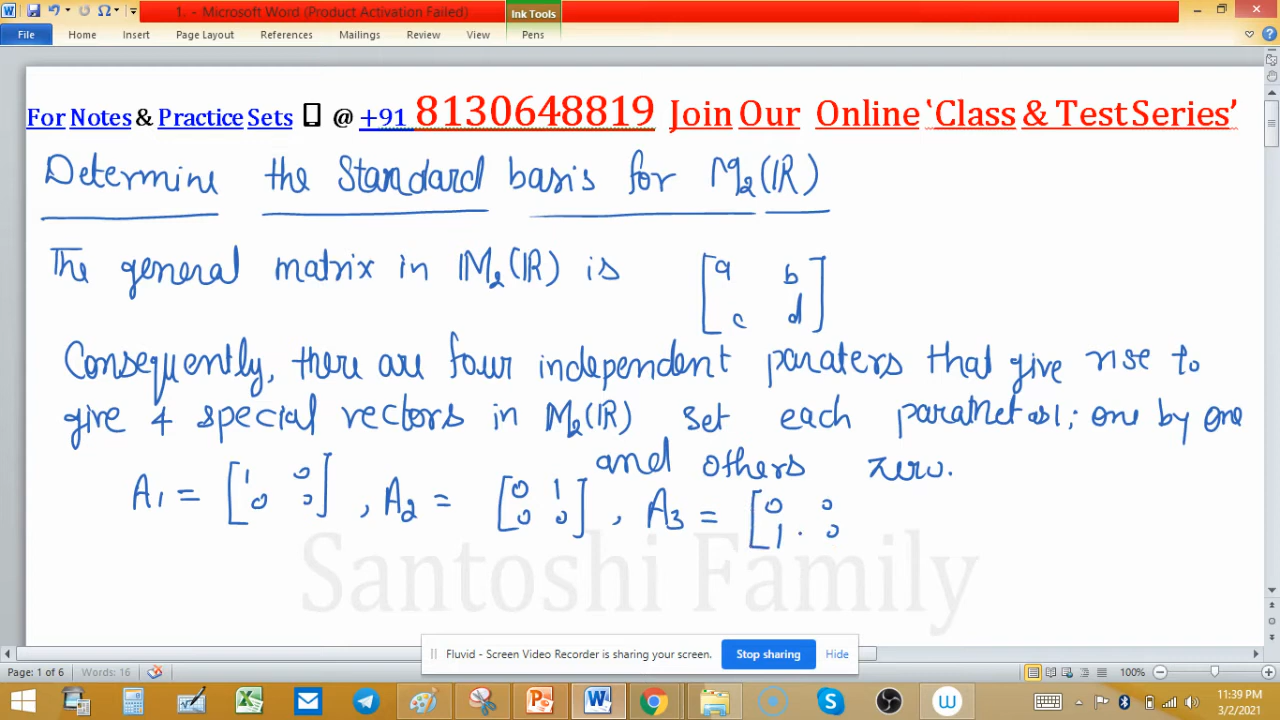 1. - Microsoft Word (Product Activation Failed)
Ink Tools
File Home Insert Page Layout References Mailings Review View Pens
For Notes & Practice Sets @ +91 8130648819 Join Our Online ‘Class & Test Series’
Determine the Standard basis for M2(IR)
The general matrix in IM2(IR) is [a b
c d]
Consequently, there are four independent paraters that give rise to
give 4 special vectors in M2(IR) set each paramet as 1; one by one
and others zero.
A1 = [1 0
0 0] , A2 = [0 1
0 0] , A3 = [0 0
1 0
Santoshi Family
Fluvid - Screen Video Recorder is sharing your screen. Stop sharing Hide
Page: 1 of 6 Words: 16 100%
11:39 PM
3/2/2021